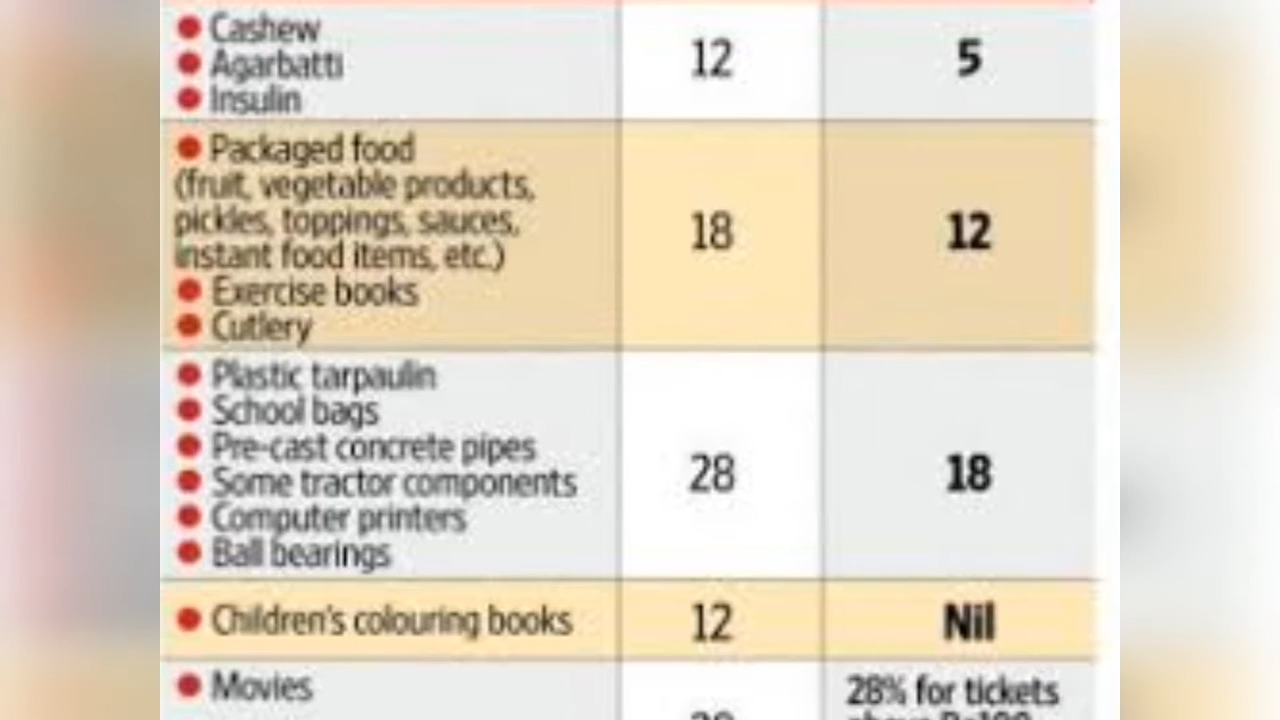 Cashew
Agarbatti
Insulin
12
5
Packaged food
(fruit, vegetable products,
pickles, toppings, sauces,
instant food items, etc.)
Exercise books
Cutlery
18
12
Plastic tarpaulin
School bags
Pre-cast concrete pipes
Some tractor components
Computer printers
Ball bearings
28
18
Children's colouring books
12
Nil
Movies
28% for tickets